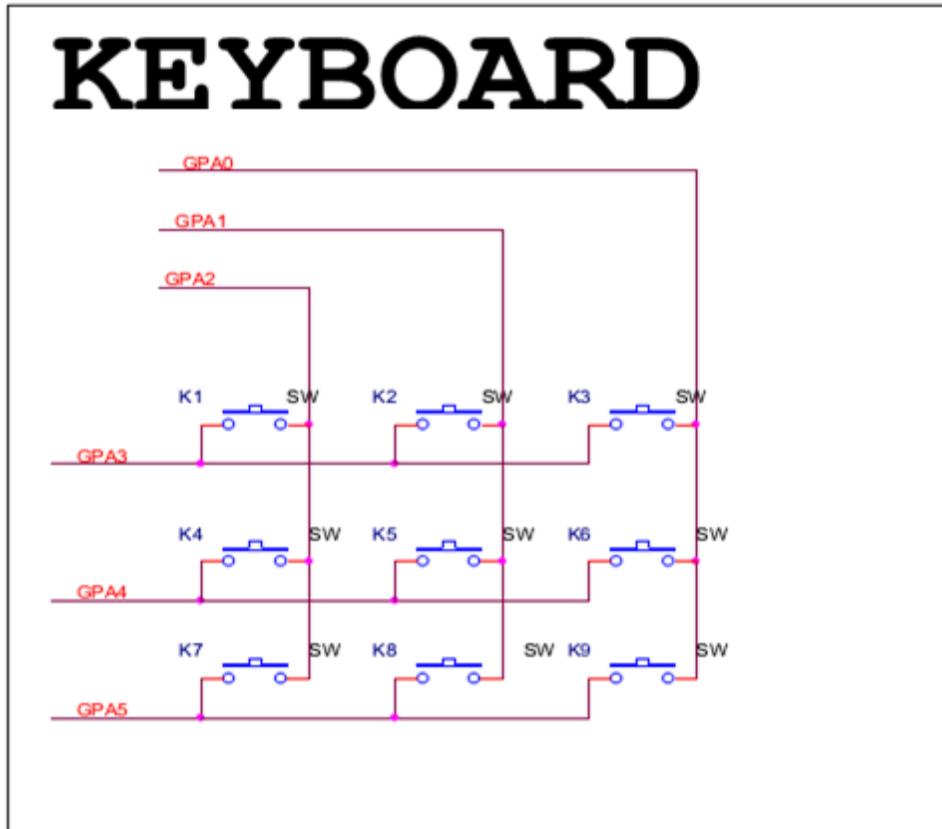 KEYBOARD
GPA0
GPA1
GPA2
K1 SW K2 SW K3 SW
GPA3
K4 SW K5 SW K6 SW
GPA4
K7 SW K8 SW K9 SW
GPA5